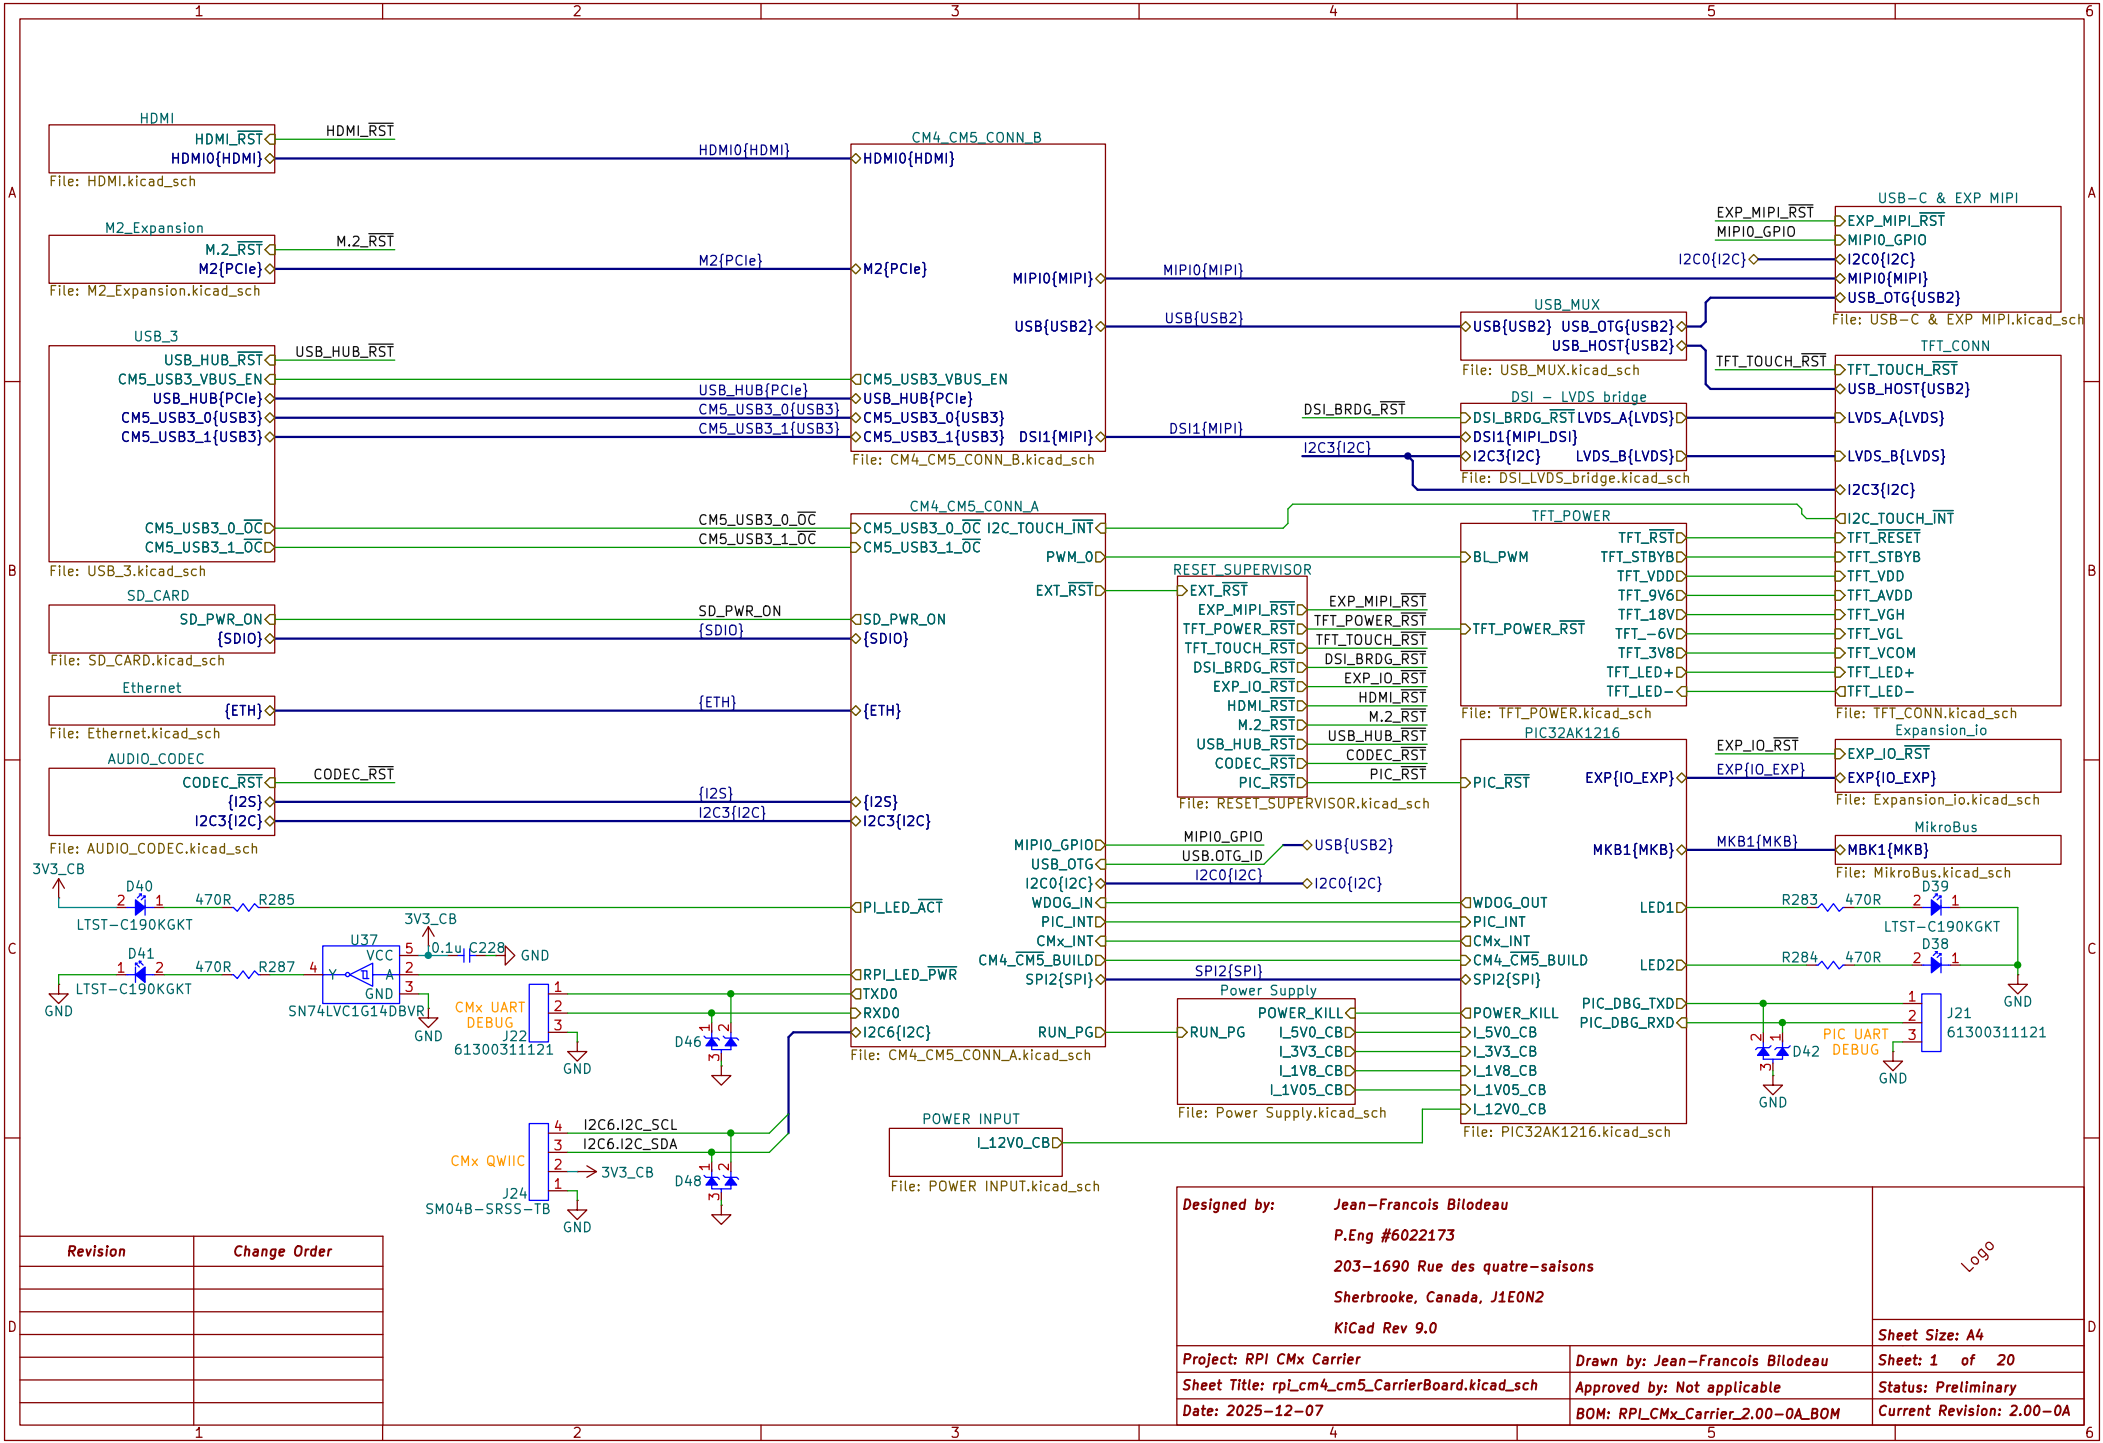 1 2 3 4 5 6
A
B
C
D
HDMI
HDMI_RST
HDMI0{HDMI}
File: HDMI.kicad_sch
HDMI_RST
HDMI0{HDMI}
M2_Expansion
M.2_RST
M2{PCIe}
File: M2_Expansion.kicad_sch
M.2_RST
M2{PCIe}
USB_3
USB_HUB_RST
CM5_USB3_VBUS_EN
USB_HUB{PCIe}
CM5_USB3_0{USB3}
CM5_USB3_1{USB3}
CM5_USB3_0_OC
CM5_USB3_1_OC
File: USB_3.kicad_sch
USB_HUB_RST
USB_HUB{PCIe}
CM5_USB3_0{USB3}
CM5_USB3_1{USB3}
CM5_USB3_0_OC
CM5_USB3_1_OC
SD_CARD
SD_PWR_ON
{SDIO}
File: SD_CARD.kicad_sch
SD_PWR_ON
{SDIO}
Ethernet
{ETH}
File: Ethernet.kicad_sch
{ETH}
AUDIO_CODEC
CODEC_RST
{I2S}
I2C3{I2C}
File: AUDIO_CODEC.kicad_sch
CODEC_RST
{I2S}
I2C3{I2C}
3V3_CB
D40
2 1
LTST-C190KGKT
470R R285
D41
1 2
LTST-C190KGKT
GND
470R R287
U37
4 Y VCC 5
A 2
GND 3
SN74LVC1G14DBVR
3V3_CB
0.1u C228
GND
GND
CMx UART
DEBUG
1
2
3
J22
61300311121
GND
D46
1 2
3
CMx QWIIC
4
3
2
1
J24
SM04B-SRSS-TB
I2C6.I2C_SCL
I2C6.I2C_SDA
3V3_CB
GND
D48
1 2
3
CM4_CM5_CONN_B
HDMI0{HDMI}
M2{PCIe}
CM5_USB3_VBUS_EN
USB_HUB{PCIe}
CM5_USB3_0{USB3}
CM5_USB3_1{USB3}
MIPI0{MIPI}
USB{USB2}
DSI1{MIPI}
File: CM4_CM5_CONN_B.kicad_sch
MIPI0{MIPI}
USB{USB2}
DSI1{MIPI}
CM4_CM5_CONN_A
CM5_USB3_0_OC
CM5_USB3_1_OC
SD_PWR_ON
{SDIO}
{ETH}
{I2S}
I2C3{I2C}
PI_LED_ACT
RPI_LED_PWR
TXD0
RXD0
I2C6{I2C}
I2C_TOUCH_INT
PWM_0
EXT_RST
MIPI0_GPIO
USB_OTG
I2C0{I2C}
WDOG_IN
PIC_INT
CMx_INT
CM4_CM5_BUILD
SPI2{SPI}
RUN_PG
File: CM4_CM5_CONN_A.kicad_sch
MIPI0_GPIO
USB.OTG_ID
I2C0{I2C}
USB{USB2}
I2C0{I2C}
SPI2{SPI}
RESET_SUPERVISOR
EXT_RST
EXP_MIPI_RST
TFT_POWER_RST
TFT_TOUCH_RST
DSI_BRDG_RST
EXP_IO_RST
HDMI_RST
M.2_RST
USB_HUB_RST
CODEC_RST
PIC_RST
File: RESET_SUPERVISOR.kicad_sch
EXP_MIPI_RST
TFT_POWER_RST
TFT_TOUCH_RST
DSI_BRDG_RST
EXP_IO_RST
HDMI_RST
M.2_RST
USB_HUB_RST
CODEC_RST
PIC_RST
Power Supply
RUN_PG
POWER_KILL
I_5V0_CB
I_3V3_CB
I_1V8_CB
I_1V05_CB
File: Power Supply.kicad_sch
POWER INPUT
I_12V0_CB
File: POWER INPUT.kicad_sch
USB_MUX
USB{USB2} USB_OTG{USB2}
USB_HOST{USB2}
File: USB_MUX.kicad_sch
DSI - LVDS bridge
DSI_BRDG_RST LVDS_A{LVDS}
DSI1{MIPI_DSI}
I2C3{I2C} LVDS_B{LVDS}
File: DSI_LVDS_bridge.kicad_sch
DSI_BRDG_RST
I2C3{I2C}
TFT_POWER
BL_PWM
TFT_POWER_RST
TFT_RST
TFT_STBYB
TFT_VDD
TFT_9V6
TFT_18V
TFT_-6V
TFT_3V8
TFT_LED+
TFT_LED-
File: TFT_POWER.kicad_sch
PIC32AK1216
PIC_RST
WDOG_OUT
PIC_INT
CMx_INT
CM4_CM5_BUILD
SPI2{SPI}
POWER_KILL
I_5V0_CB
I_3V3_CB
I_1V8_CB
I_1V05_CB
I_12V0_CB
EXP{IO_EXP}
MKB1{MKB}
LED1
LED2
PIC_DBG_TXD
PIC_DBG_RXD
File: PIC32AK1216.kicad_sch
USB-C & EXP MIPI
EXP_MIPI_RST
MIPI0_GPIO
I2C0{I2C}
MIPI0{MIPI}
USB_OTG{USB2}
File: USB-C & EXP MIPI.kicad_sch
EXP_MIPI_RST
MIPI0_GPIO
I2C0{I2C}
TFT_CONN
TFT_TOUCH_RST
USB_HOST{USB2}
LVDS_A{LVDS}
LVDS_B{LVDS}
I2C3{I2C}
I2C_TOUCH_INT
TFT_RESET
TFT_STBYB
TFT_VDD
TFT_AVDD
TFT_VGH
TFT_VGL
TFT_VCOM
TFT_LED+
TFT_LED-
File: TFT_CONN.kicad_sch
TFT_TOUCH_RST
Expansion_io
EXP_IO_RST
EXP{IO_EXP}
File: Expansion_io.kicad_sch
EXP_IO_RST
EXP{IO_EXP}
MikroBus
MBK1{MKB}
File: MikroBus.kicad_sch
MKB1{MKB}
R283 470R
D39
2 1
LTST-C190KGKT
R284 470R
D38
2 1
GND
PIC UART
DEBUG
1
2
3
J21
61300311121
GND
D42
2 1
3
GND
Revision Change Order
Designed by: Jean-Francois Bilodeau
P.Eng #6022173
203-1690 Rue des quatre-saisons
Sherbrooke, Canada, J1E0N2
KiCad Rev 9.0
Logo
Sheet Size: A4
Project: RPI CMx Carrier
Drawn by: Jean-Francois Bilodeau
Sheet: 1 of 20
Sheet Title: rpi_cm4_cm5_CarrierBoard.kicad_sch
Approved by: Not applicable
Status: Preliminary
Date: 2025-12-07
BOM: RPI_CMx_Carrier_2.00-0A_BOM
Current Revision: 2.00-0A
A
B
C
D
1 2 3 4 5 6